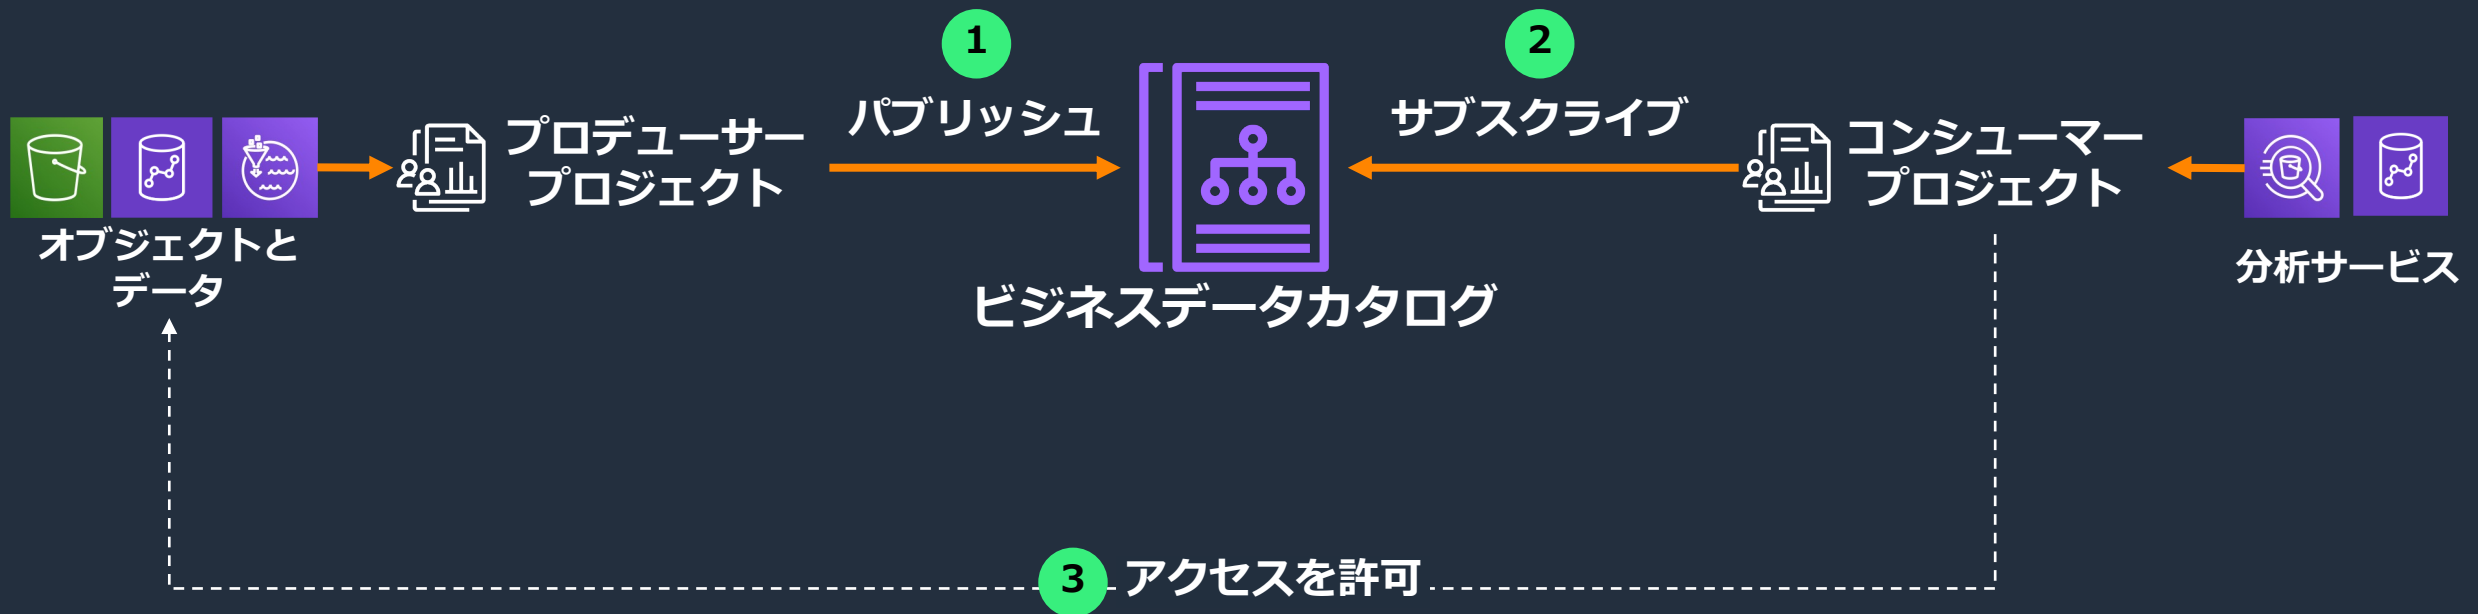 1
2
パブリッシュ
サブスクライブ
プロデューサー
プロジェクト
コンシューマー
プロジェクト
オブジェクトと
データ
分析サービス
ビジネスデータカタログ
3
アクセスを許可